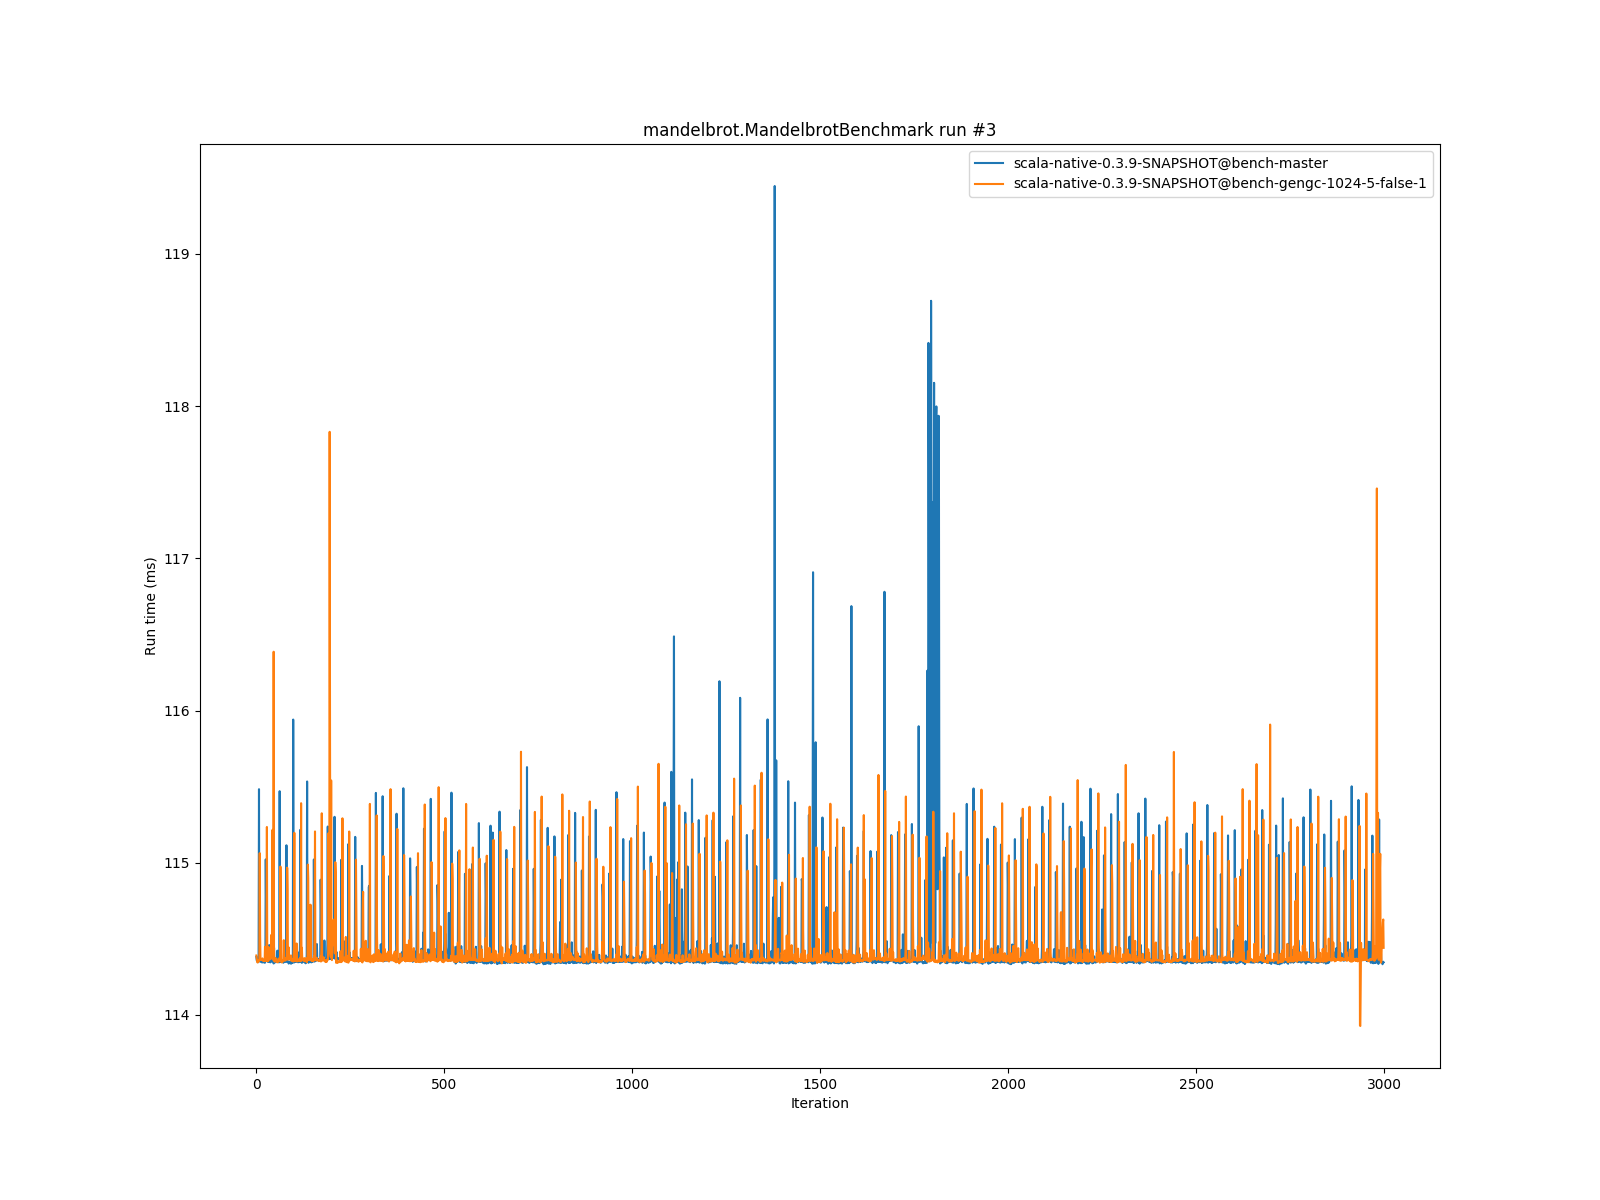 mandelbrot.MandelbrotBenchmark run #3
scala-native-0.3.9-SNAPSHOT@bench-master
scala-native-0.3.9-SNAPSHOT@bench-gengc-1024-5-false-1
119
118
117
116
115
114
Run time (ms)
0 500 1000 1500 2000 2500 3000
Iteration